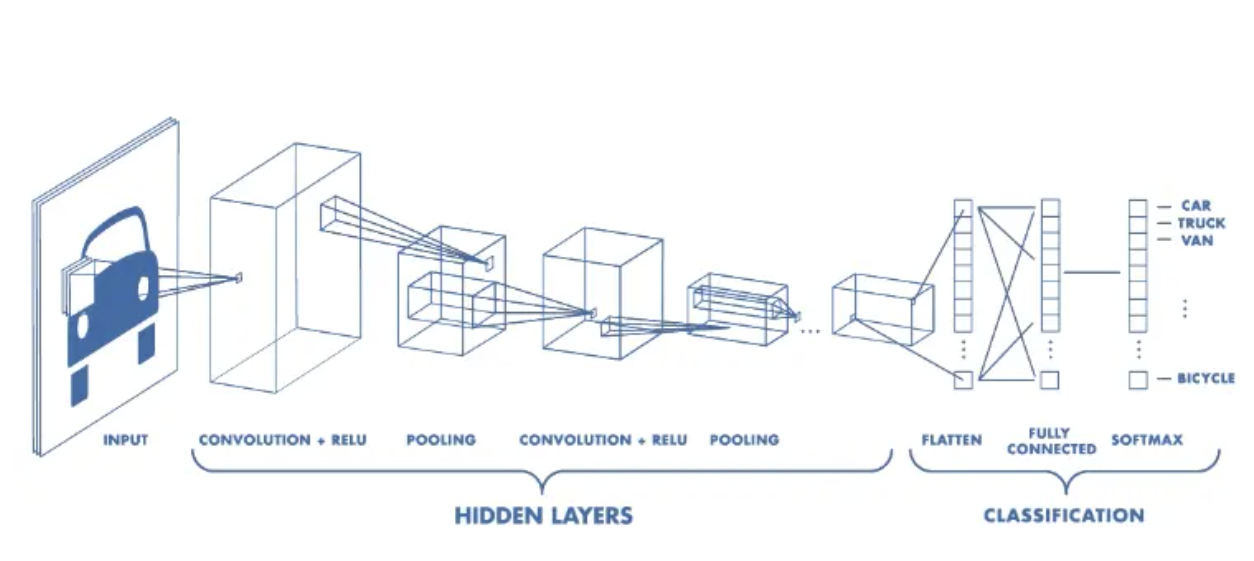 CAR
TRUCK
VAN
BICYCLE
INPUT
CONVOLUTION + RELU
POOLING
CONVOLUTION + RELU
POOLING
FLATTEN
FULLY
CONNECTED
SOFTMAX
HIDDEN LAYERS
CLASSIFICATION